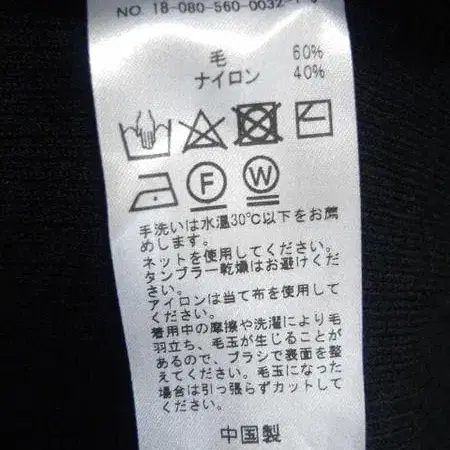 NO 18-080-560-0032-1
毛 60%
ナイロン 40%
F W
手洗いは水温30℃以下をお薦
めします。
ネットを使用してください。
タンブラー乾燥はお避けくだ
さい。
アイロンは当て布を使用して
ください。
着用中の摩擦や洗濯により毛
羽立ち、毛玉が生じることが
あるので、ブラシで表面を整
えてください。毛玉になった
場合は引っ張らずカットして
ください。
中国製